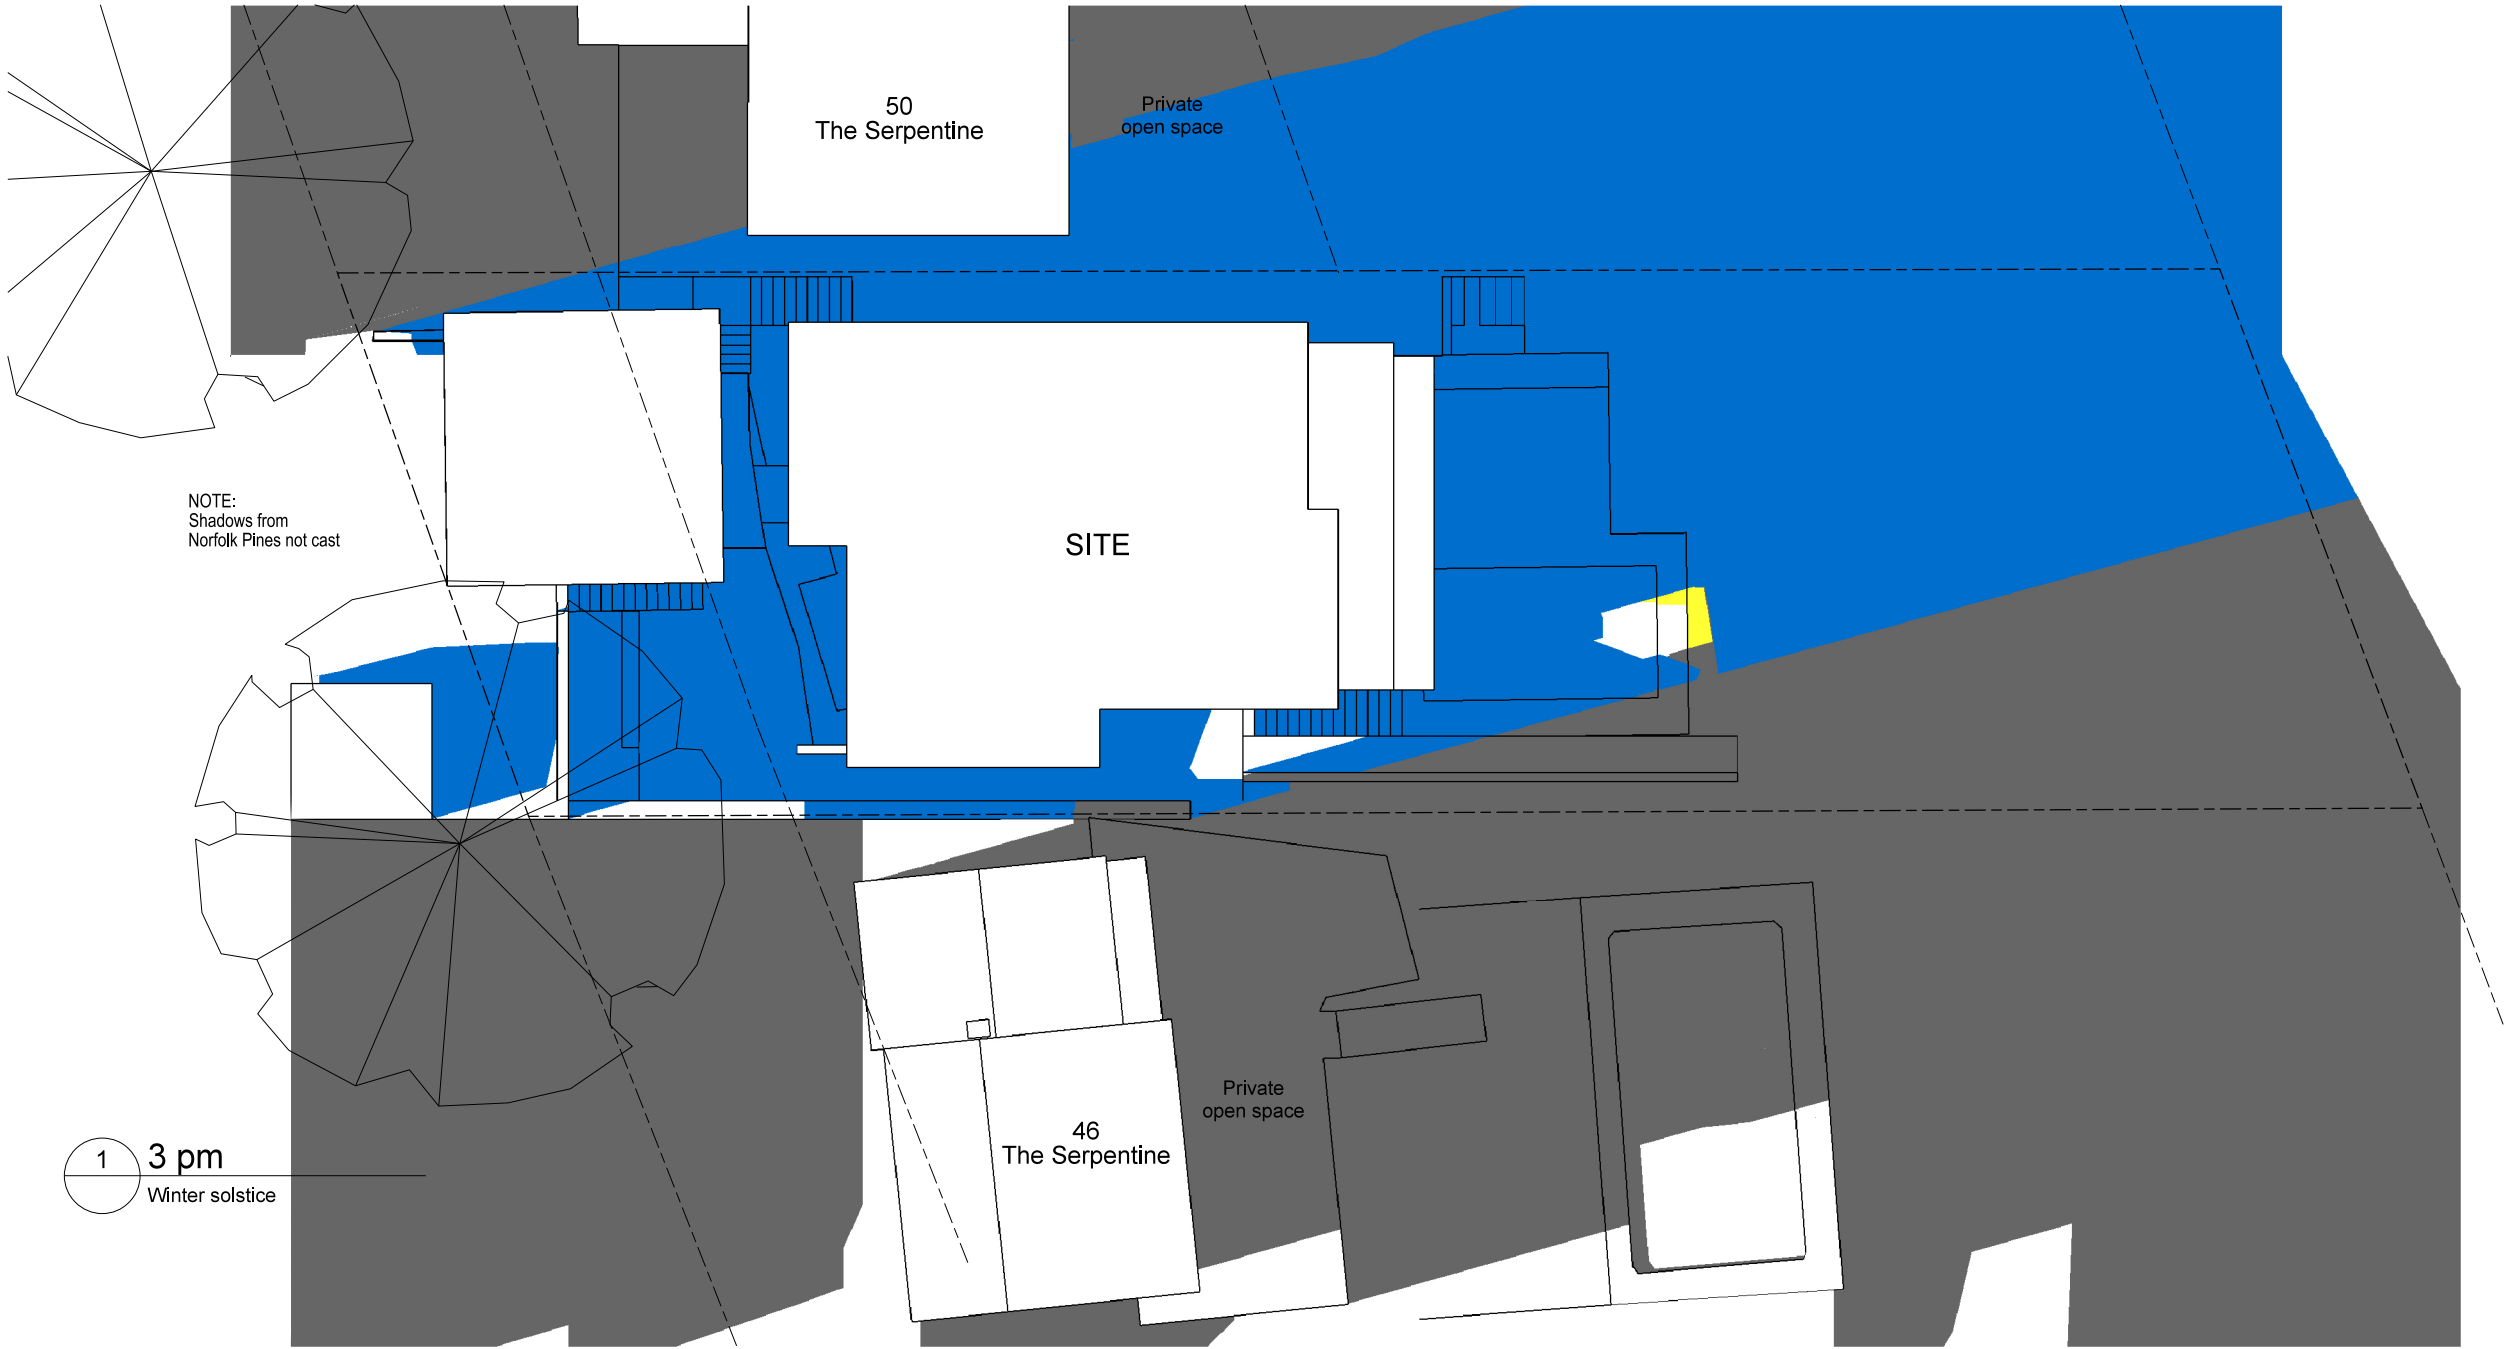 50
The Serpentine
Private
open space
NOTE:
Shadows from
Norfolk Pines not cast
SITE
Private
open space
46
The Serpentine
1
3 pm
Winter solstice